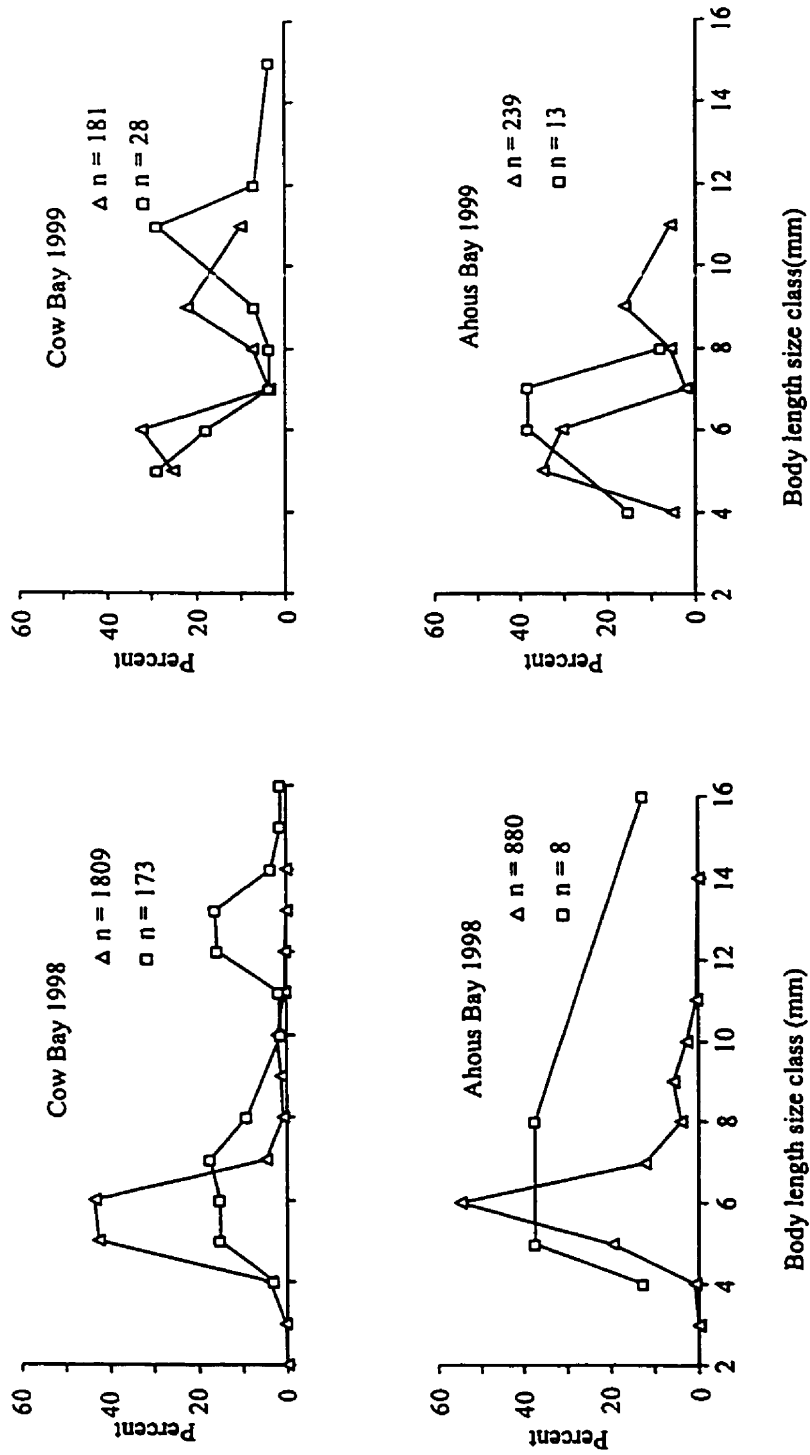 Cow Bay 1998
△ n = 1809
□ n = 173
60
40
20
0
Percent
Cow Bay 1999
△ n = 181
□ n = 28
60
40
20
0
Percent
Ahous Bay 1998
△ n = 880
□ n = 8
60
40
20
0
Percent
2 4 6 8 10 12 14 16
Body length size class (mm)
Ahous Bay 1999
△ n = 239
□ n = 13
60
40
20
0
Percent
2 4 6 8 10 12 14 16
Body length size class(mm)